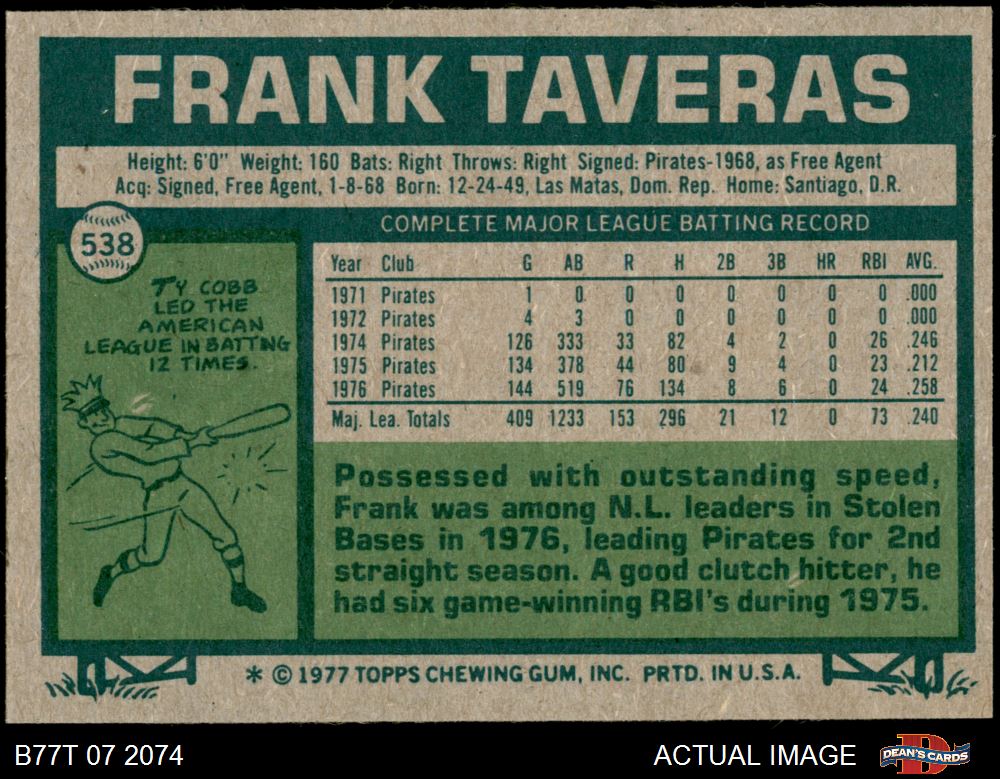 FRANK TAVERAS
Height: 6'0" Weight: 160 Bats: Right Throws: Right Signed: Pirates-1968, as Free Agent
Acq: Signed, Free Agent, 1-8-68 Born: 12-24-49, Las Matas, Dom. Rep. Home: Santiago, D.R.
538
TY COBB
LED THE
AMERICAN
LEAGUE IN BATTING
12 TIMES.
COMPLETE MAJOR LEAGUE BATTING RECORD
Year Club G AB R H 2B 3B HR RBI AVG.
1971 Pirates 1 0 0 0 0 0 0 0 .000
1972 Pirates 4 3 0 0 0 0 0 0 .000
1974 Pirates 126 333 33 82 4 2 0 26 .246
1975 Pirates 134 378 44 80 9 4 0 23 .212
1976 Pirates 144 519 76 134 8 6 0 24 .258
Maj. Lea. Totals 409 1233 153 296 21 12 0 73 .240
Possessed with outstanding speed,
Frank was among N.L. leaders in Stolen
Bases in 1976, leading Pirates for 2nd
straight season. A good clutch hitter, he
had six game-winning RBI's during 1975.
* © 1977 TOPPS CHEWING GUM, INC. PRTD. IN U.S.A.
B77T 07 2074
ACTUAL IMAGE
DEAN'S CARDS